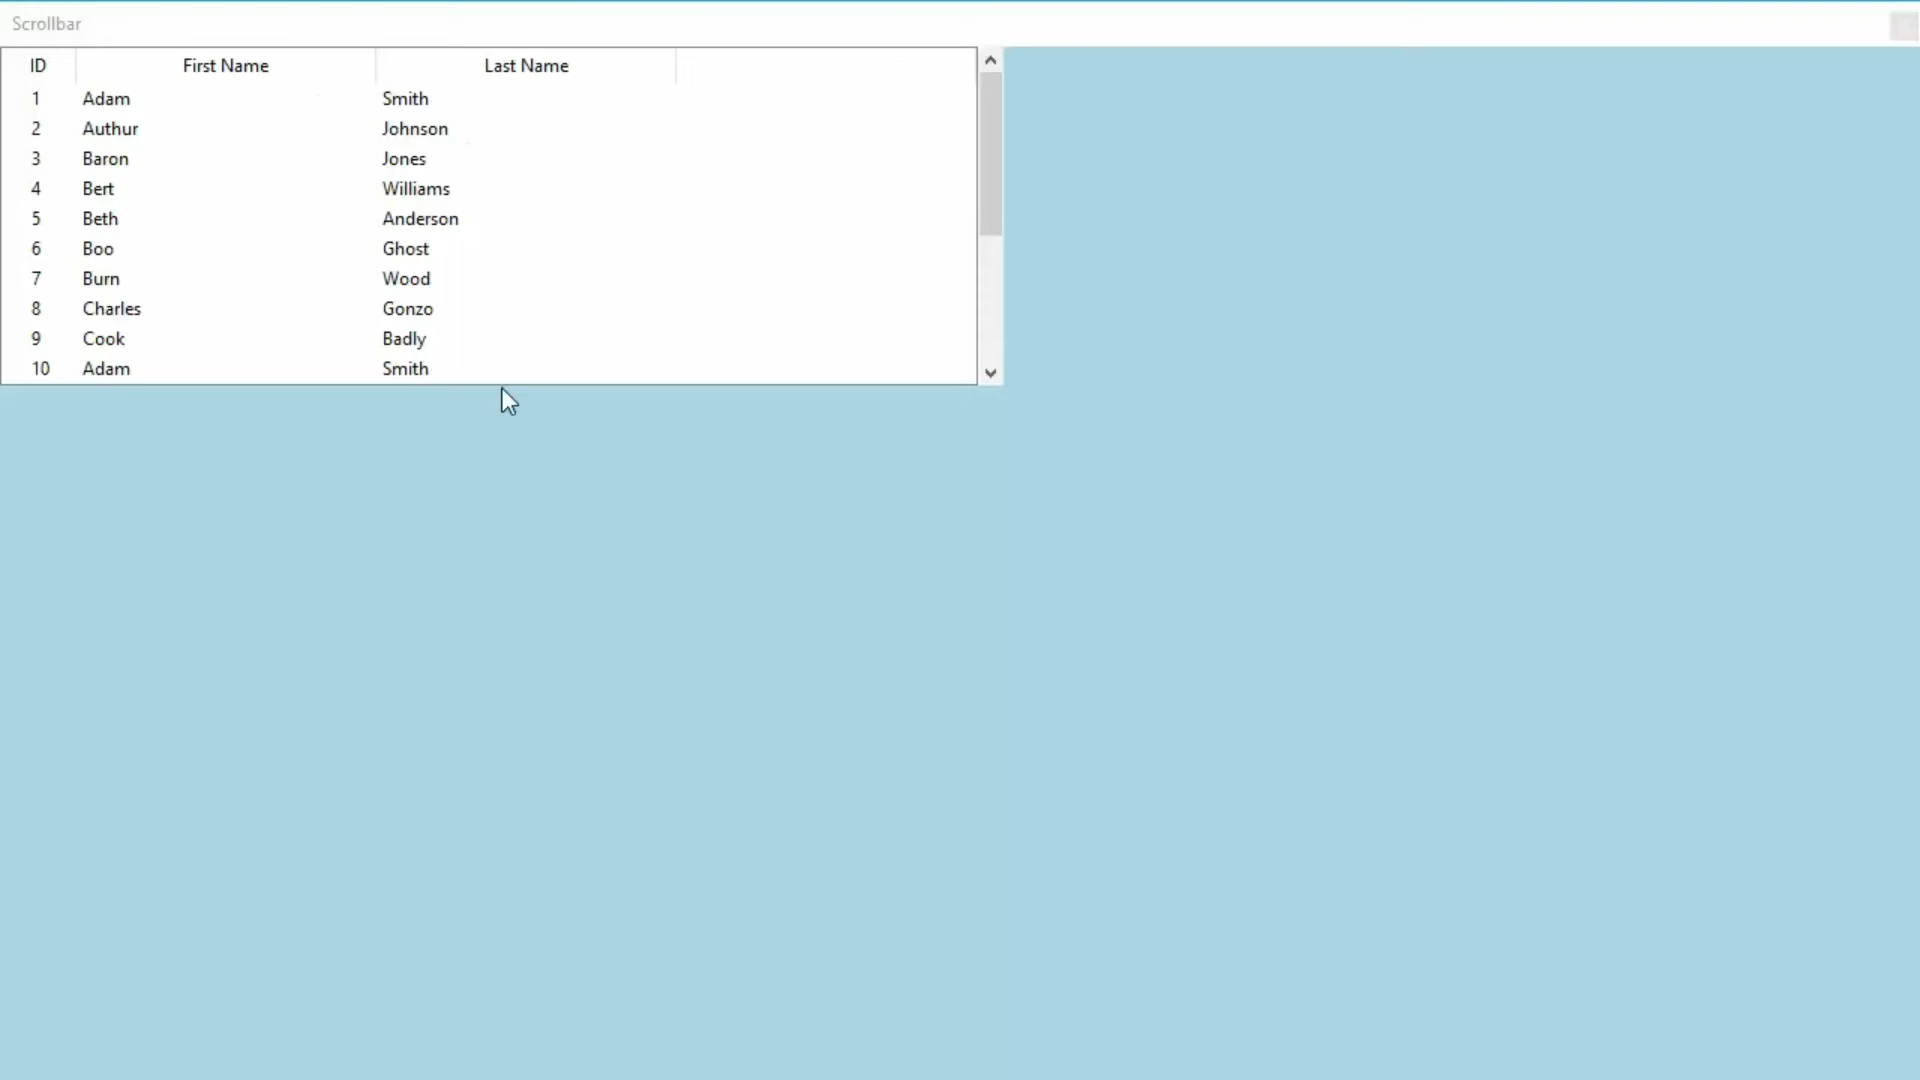 Scrollbar
ID First Name Last Name
1 Adam Smith
2 Authur Johnson
3 Baron Jones
4 Bert Williams
5 Beth Anderson
6 Boo Ghost
7 Burn Wood
8 Charles Gonzo
9 Cook Badly
10 Adam Smith